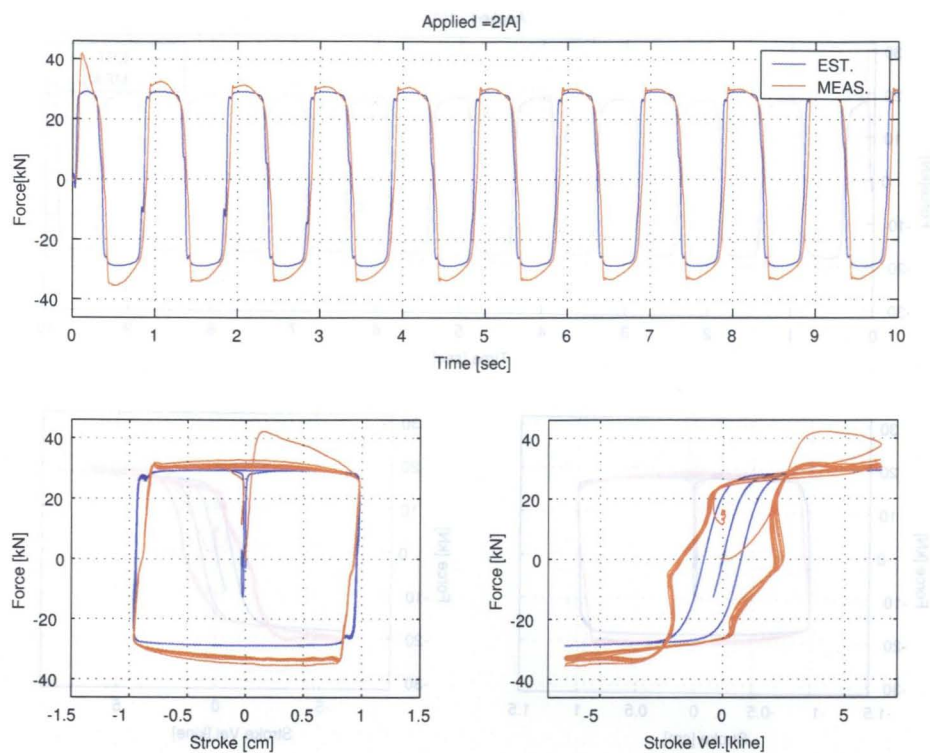 Applied =2[A]
40
20
0
-20
-40
Force[kN]
EST.
MEAS.
0 1 2 3 4 5 6 7 8 9 10
Time [sec]
40
20
0
-20
-40
Force [kN]
-1.5 -1 -0.5 0 0.5 1 1.5
Stroke [cm]
40
20
0
-20
-40
Force [kN]
-5 0 5
Stroke Vel.[kine]